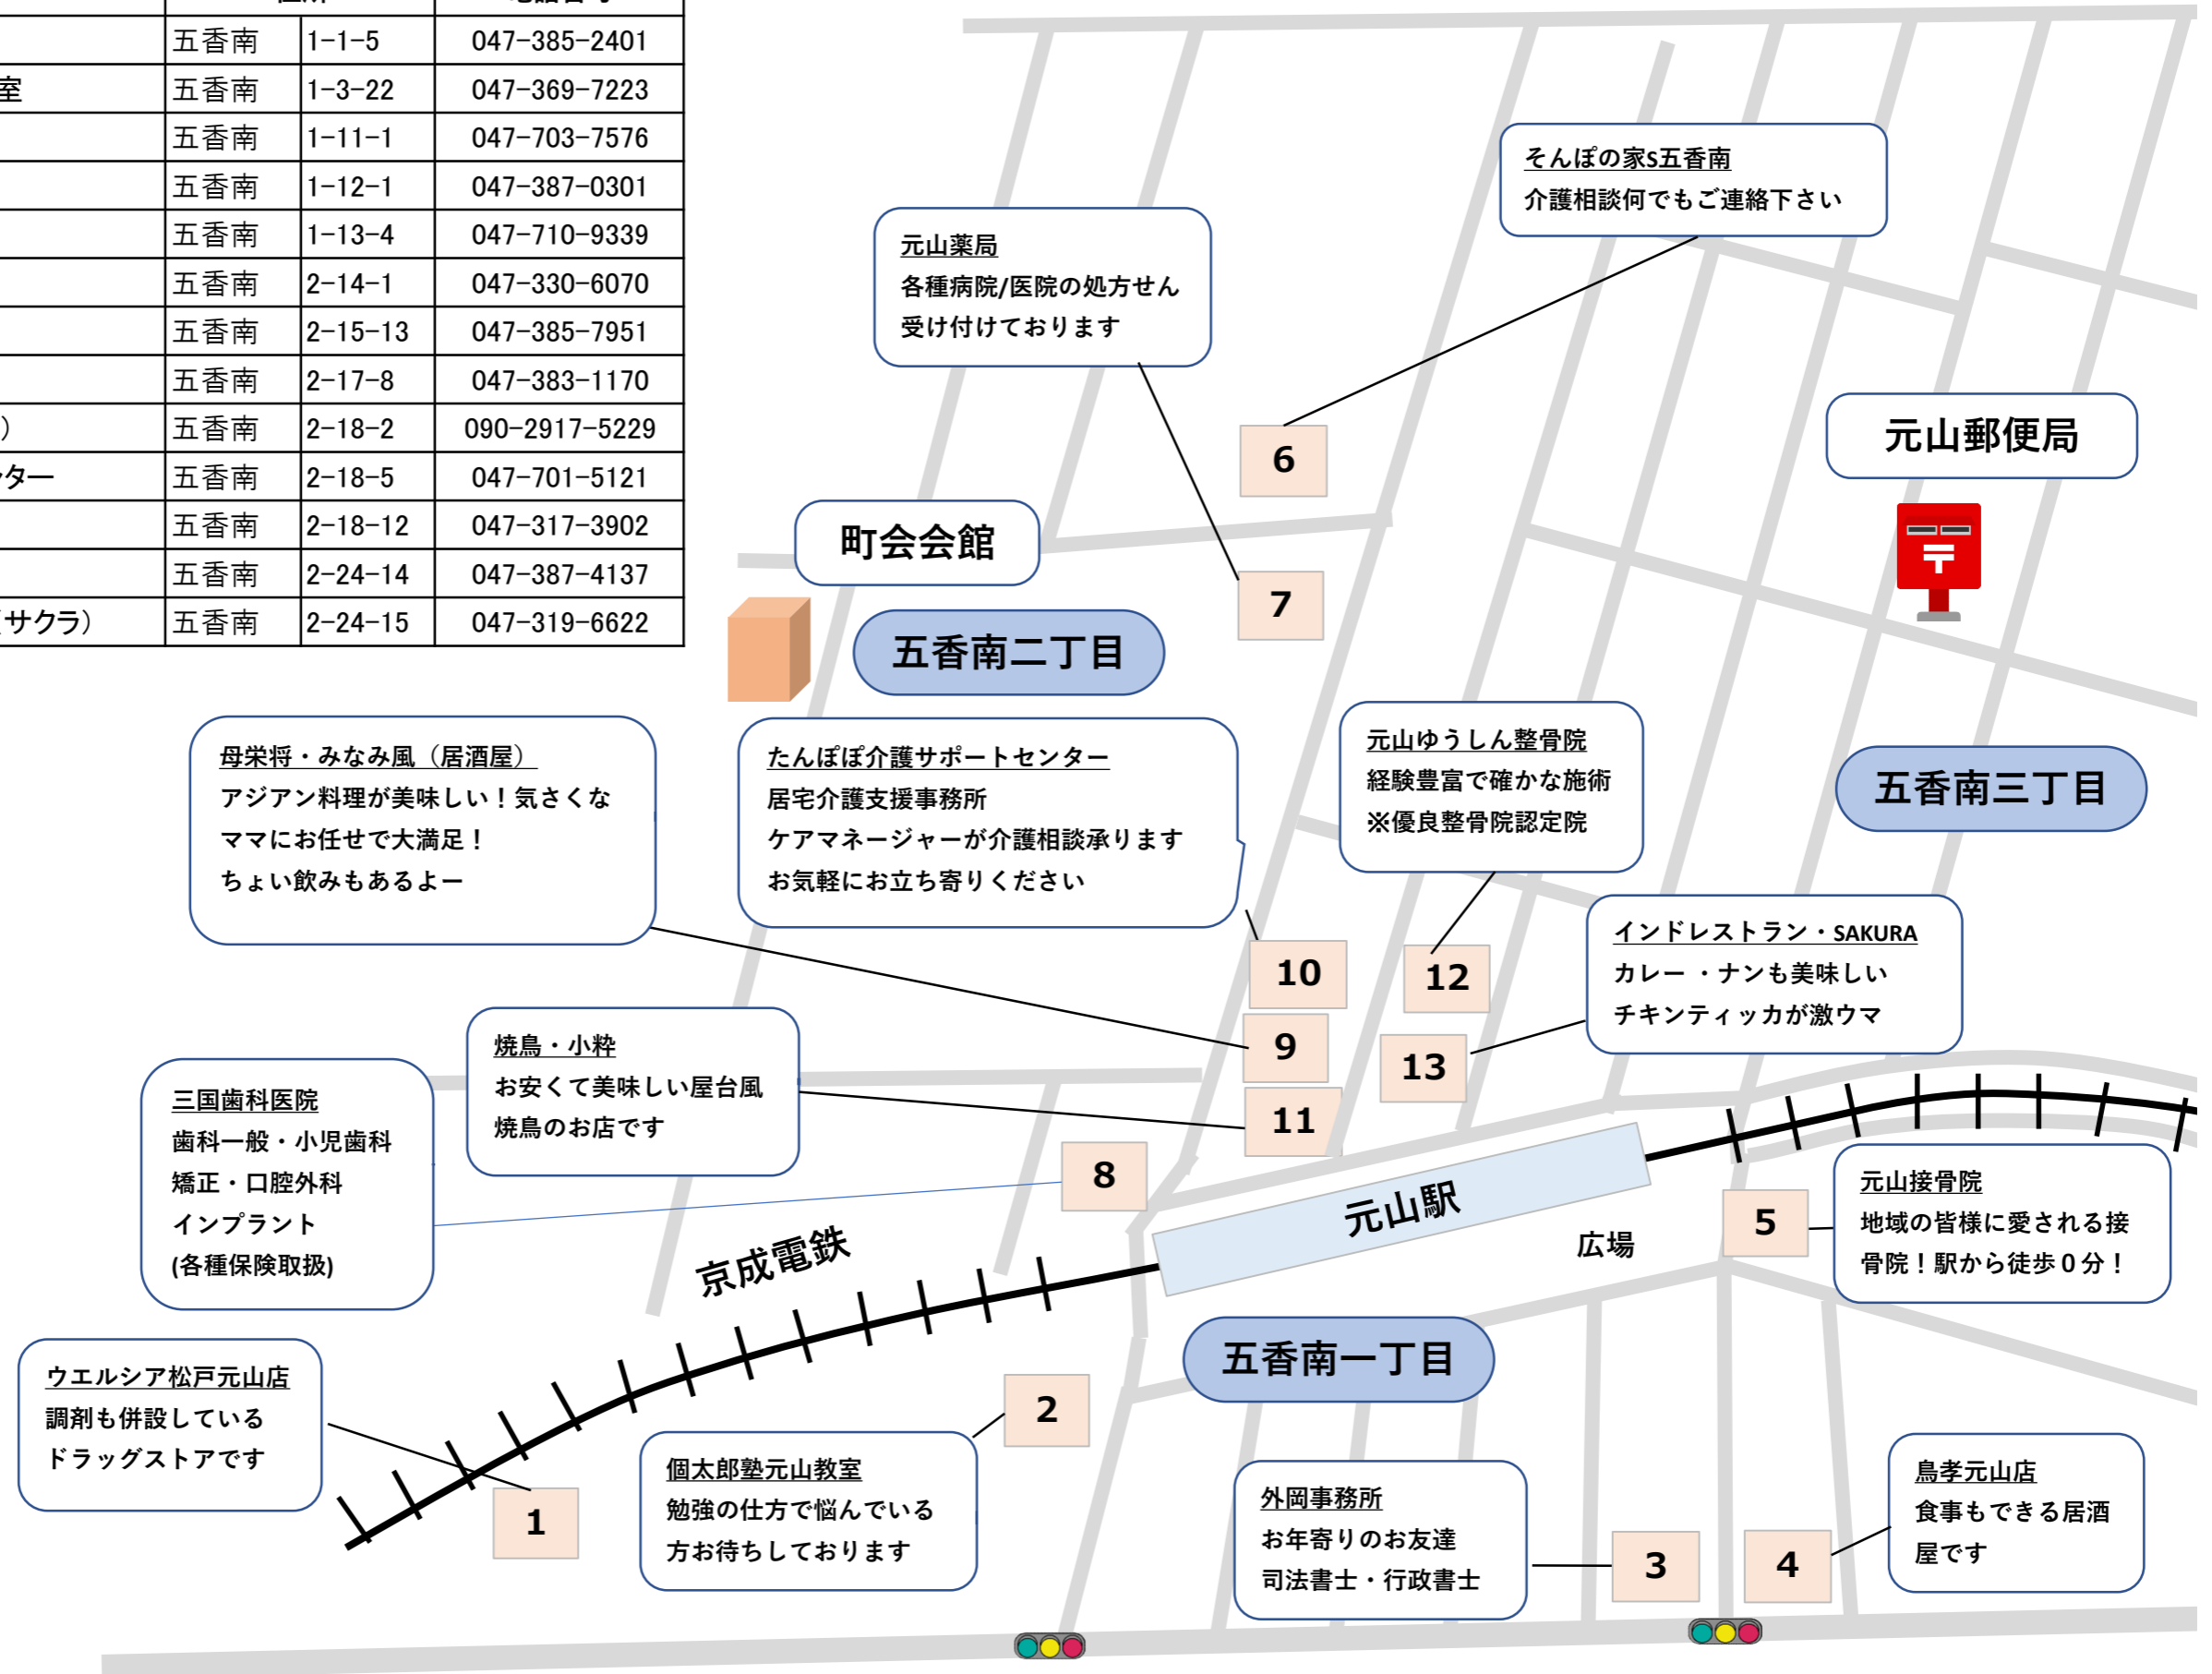 五香南 1-1-5 047-385-2401
室 五香南 1-3-22 047-369-7223
五香南 1-11-1 047-703-7576
五香南 1-12-1 047-387-0301
五香南 1-13-4 047-710-9339
五香南 2-14-1 047-330-6070
五香南 2-15-13 047-385-7951
五香南 2-17-8 047-383-1170
) 五香南 2-18-2 090-2917-5229
ター 五香南 2-18-5 047-701-5121
五香南 2-18-12 047-317-3902
五香南 2-24-14 047-387-4137
(サクラ) 五香南 2-24-15 047-319-6622
そんぽの家S五香南
介護相談何でもご連絡下さい
元山薬局
各種病院/医院の処方せん
受け付けております
6
元山郵便局
町会会館
7
五香南二丁目
母栄将・みなみ風（居酒屋）
アジアン料理が美味しい！気さくな
ママにお任せで大満足！
ちょい飲みもあるよー
たんぽぽ介護サポートセンター
居宅介護支援事務所
ケアマネージャーが介護相談承ります
お気軽にお立ち寄りください
元山ゆうしん整骨院
経験豊富で確かな施術
※優良整骨院認定院
五香南三丁目
インドレストラン・SAKURA
カレー・ナンも美味しい
チキンティッカが激ウマ
10
12
9
13
11
焼鳥・小粋
お安くて美味しい屋台風
焼鳥のお店です
三国歯科医院
歯科一般・小児歯科
矯正・口腔外科
インプラント
(各種保険取扱)
8
元山駅
広場
5
元山接骨院
地域の皆様に愛される接
骨院！駅から徒歩０分！
京成電鉄
五香南一丁目
ウエルシア松戸元山店
調剤も併設している
ドラッグストアです
1
2
個太郎塾元山教室
勉強の仕方で悩んでいる
方お待ちしております
外岡事務所
お年寄りのお友達
司法書士・行政書士
3
4
鳥孝元山店
食事もできる居酒
屋です